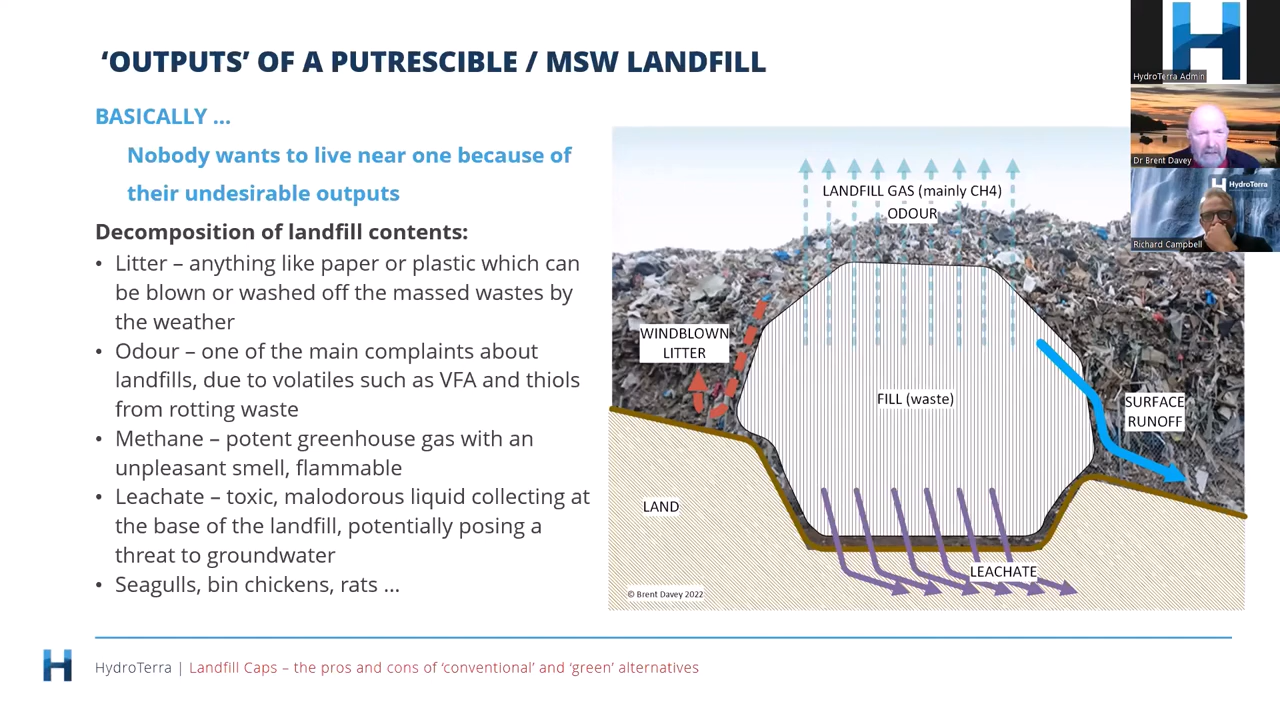 ‘OUTPUTS’ OF A PUTRESCIBLE / MSW LANDFILL
BASICALLY ...
Nobody wants to live near one because of
their undesirable outputs
Decomposition of landfill contents:
• Litter – anything like paper or plastic which can
be blown or washed off the massed wastes by
the weather
• Odour – one of the main complaints about
landfills, due to volatiles such as VFA and thiols
from rotting waste
• Methane – potent greenhouse gas with an
unpleasant smell, flammable
• Leachate – toxic, malodorous liquid collecting at
the base of the landfill, potentially posing a
threat to groundwater
• Seagulls, bin chickens, rats ...
LANDFILL GAS (mainly CH4)
ODOUR
WINDBLOWN
LITTER
FILL (waste)
SURFACE
RUNOFF
LAND
LEACHATE
© Brent Davey 2022
HydroTerra Admin
Dr Brent Davey
HydroTerra
Richard Campbell
HydroTerra | Landfill Caps – the pros and cons of ‘conventional’ and ‘green’ alternatives